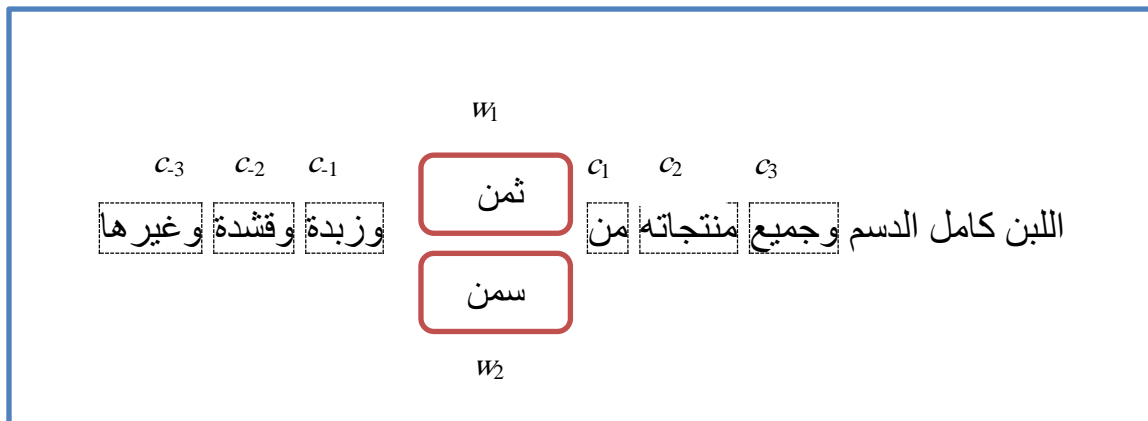 w1
c-3 c-2 c-1 c1 c2 c3
ثمن
اللبن كامل الدسم وجميع منتجاته من وزبدة وقشدة وغيرها
سمن
w2